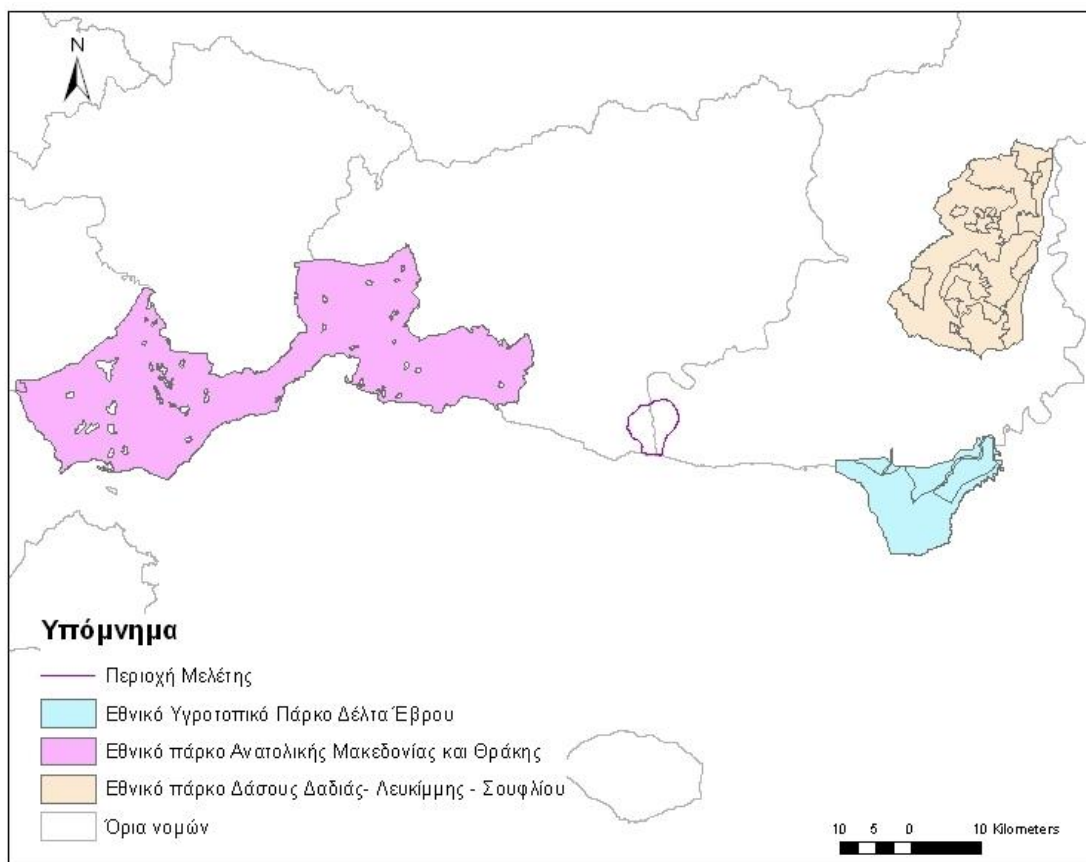 N
Υπόμνημα
Περιοχή Μελέτης
Εθνικό Υγροτοπικό Πάρκο Δέλτα Έβρου
Εθνικό πάρκο Ανατολικής Μακεδονίας και Θράκης
Εθνικό πάρκο Δάσους Δαδιάς- Λευκίμμης - Σουφλίου
Όρια νομών
10 5 0 10 Kilometers